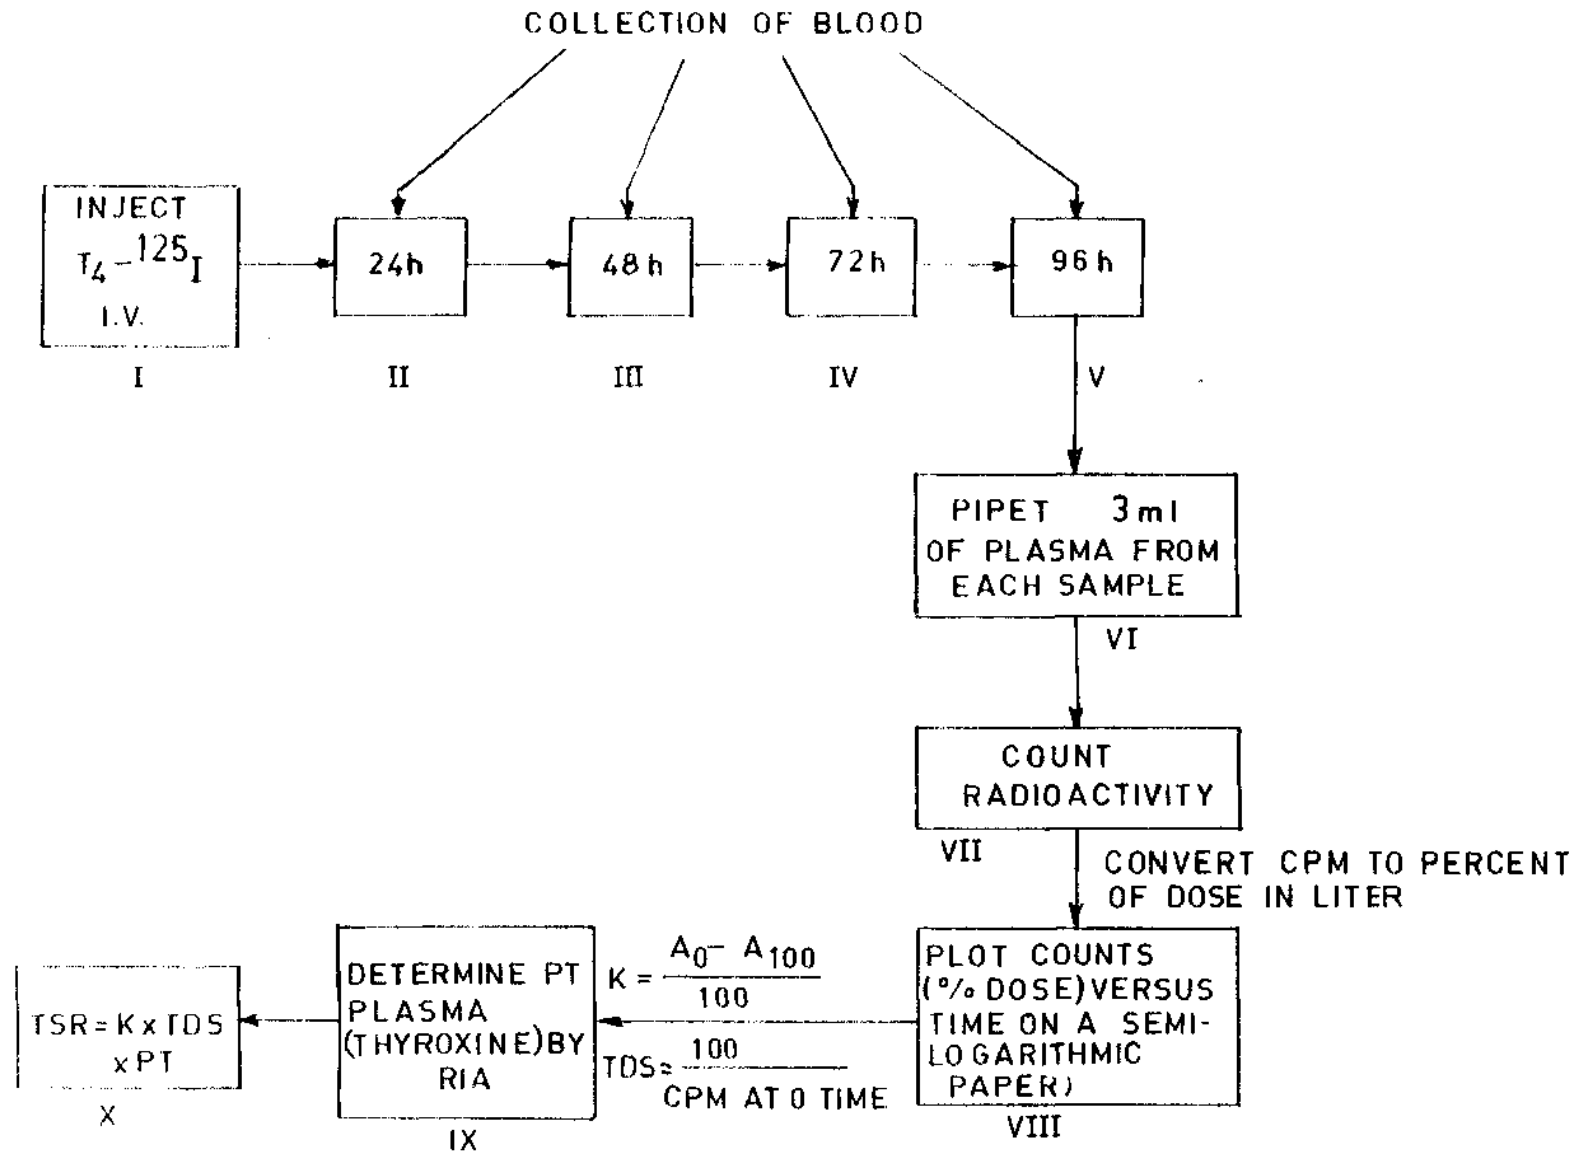 COLLECTION OF BLOOD
INJECT
T4-125I
I.V.
24h
48h
72h
96h
I
II
III
IV
V
PIPET 3ml
OF PLASMA FROM
EACH SAMPLE
VI
COUNT
RADIOACTIVITY
VII
CONVERT CPM TO PERCENT
OF DOSE IN LITER
PLOT COUNTS
(% DOSE) VERSUS
TIME ON A SEMI-
LOGARITHMIC
PAPER)
VIII
K = A0- A100
100
TDS= 100
CPM AT 0 TIME
DETERMINE PT
PLASMA
(THYROXINE) BY
RIA
IX
TSR = K x TDS
x PT
X